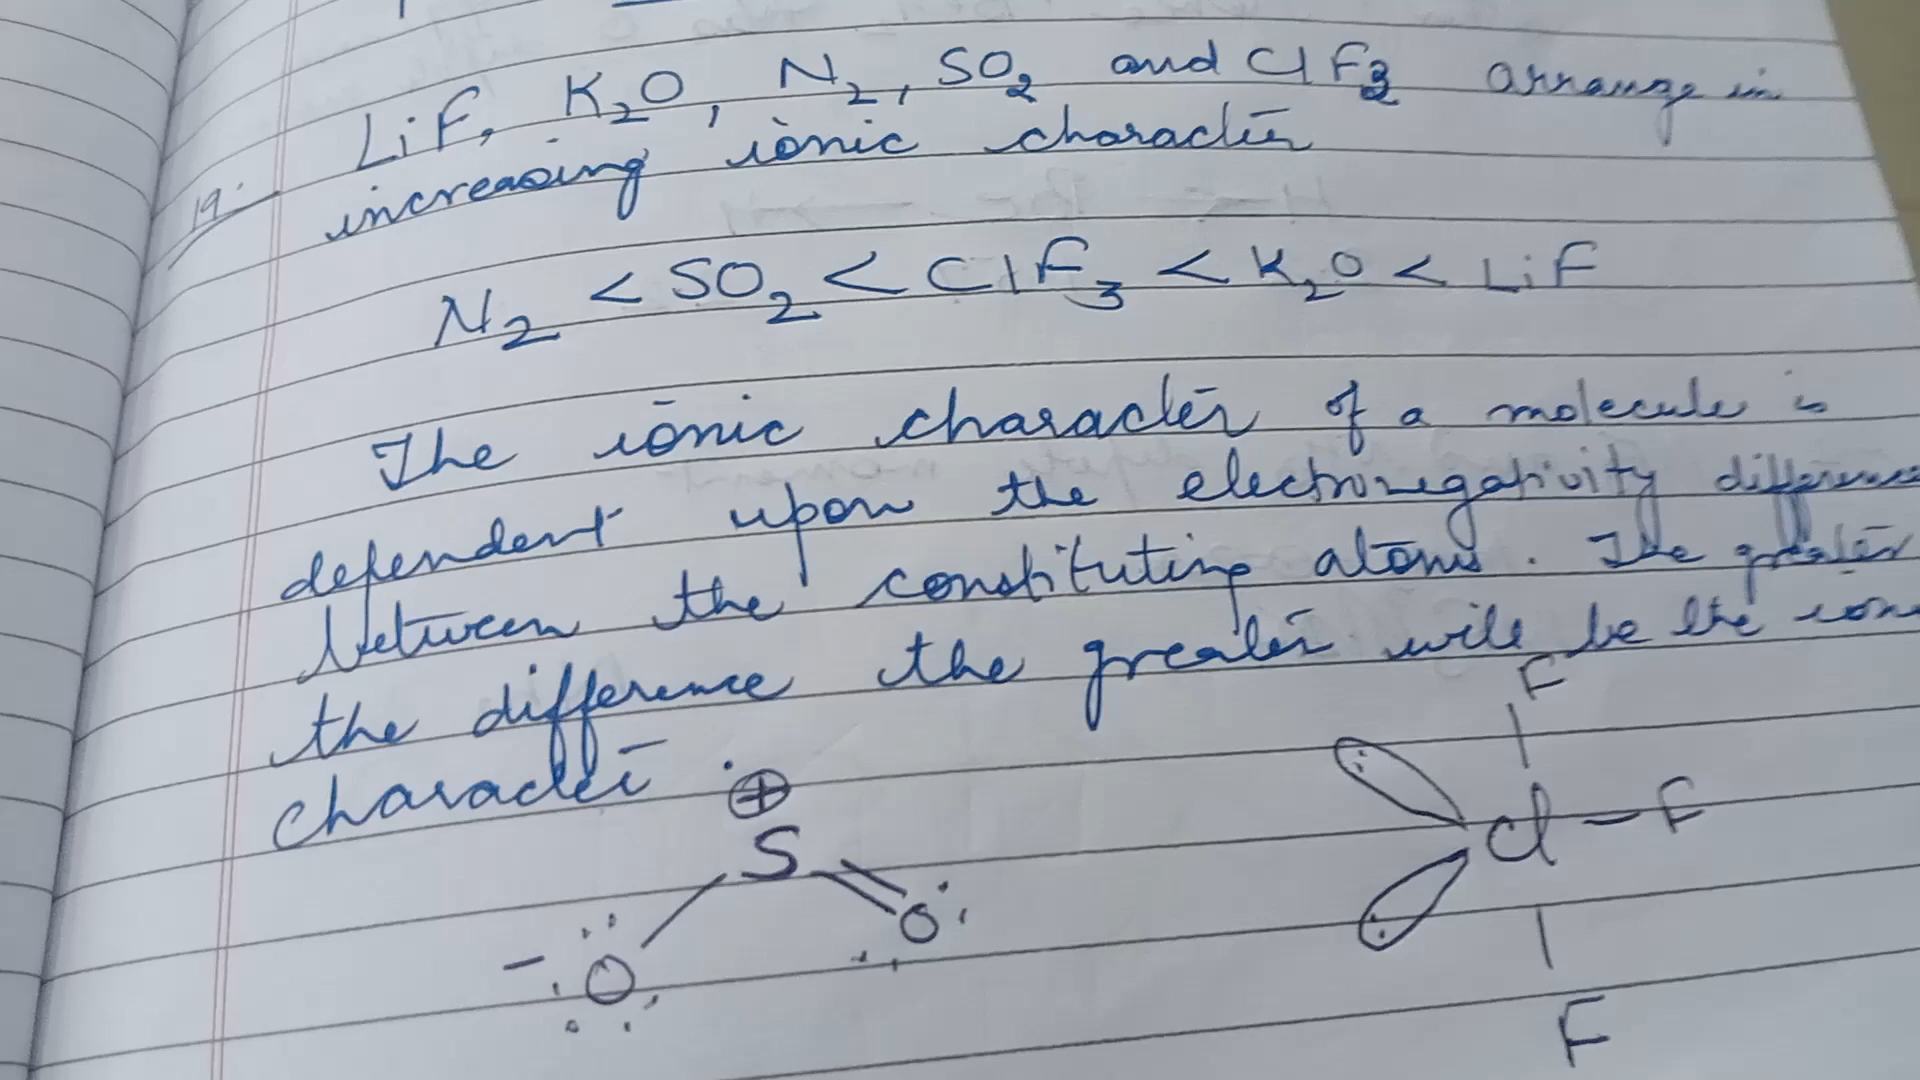 LiF, K₂O, N₂, SO₂ and ClF₃ arrange in
19. increasing ionic character
N₂ < SO₂ < ClF₃ < K₂O < LiF
The ionic character of a molecule is
dependent upon the electronegativity difference
between the constituting atoms. The greater
the difference the greater will be the
character
F
⊕
S
Cl – F
– O
O
F